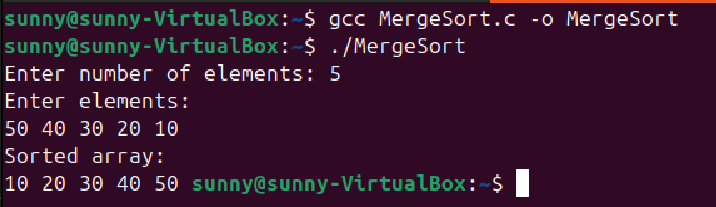 sunny@sunny-VirtualBox:~$ gcc MergeSort.c -o MergeSort
sunny@sunny-VirtualBox:~$ ./MergeSort
Enter number of elements: 5
Enter elements:
50 40 30 20 10
Sorted array:
10 20 30 40 50 sunny@sunny-VirtualBox:~$